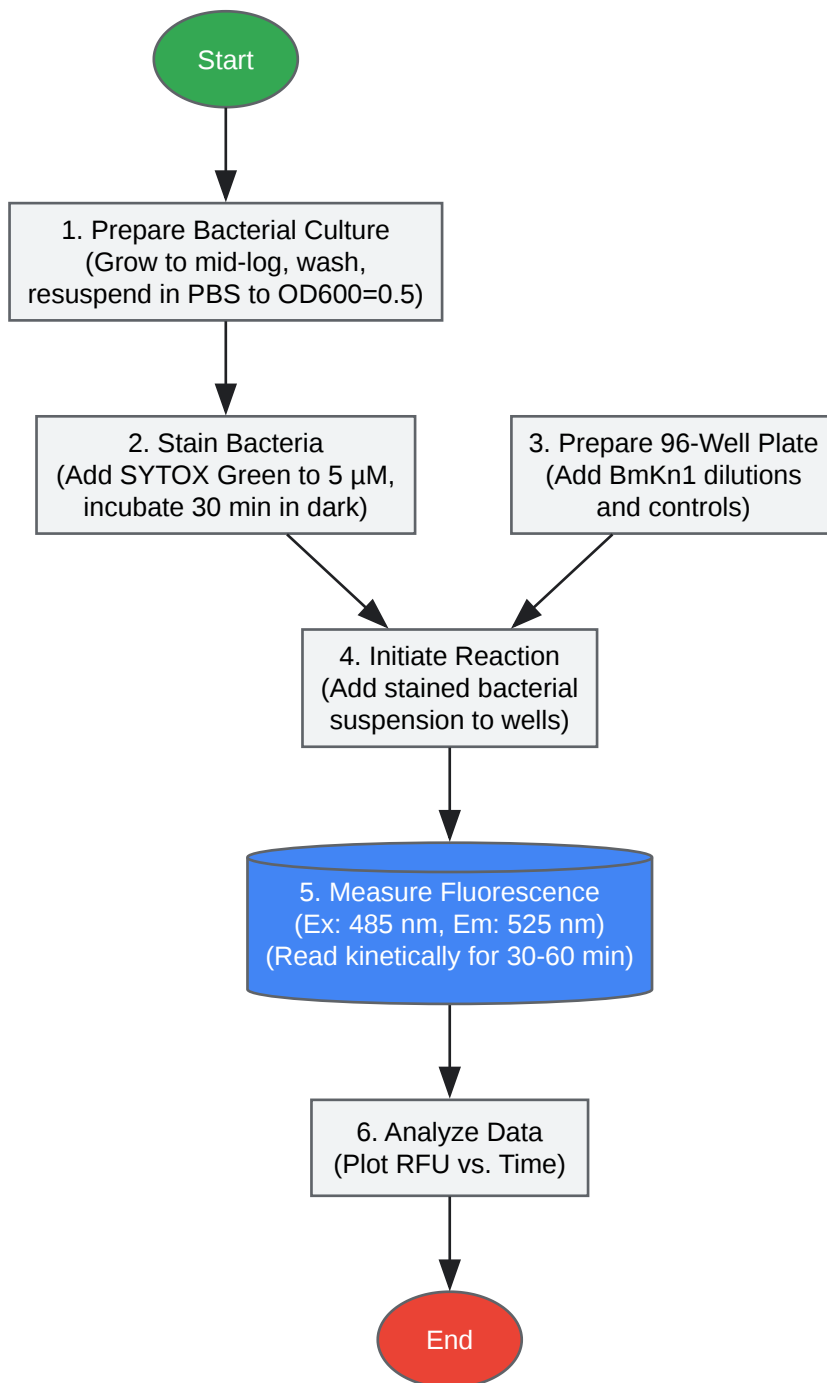 Start
1. Prepare Bacterial Culture
(Grow to mid-log, wash,
resuspend in PBS to OD600=0.5)
2. Stain Bacteria
(Add SYTOX Green to 5 µM,
incubate 30 min in dark)
3. Prepare 96-Well Plate
(Add BmKn1 dilutions
and controls)
4. Initiate Reaction
(Add stained bacterial
suspension to wells)
5. Measure Fluorescence
(Ex: 485 nm, Em: 525 nm)
(Read kinetically for 30-60 min)
6. Analyze Data
(Plot RFU vs. Time)
End